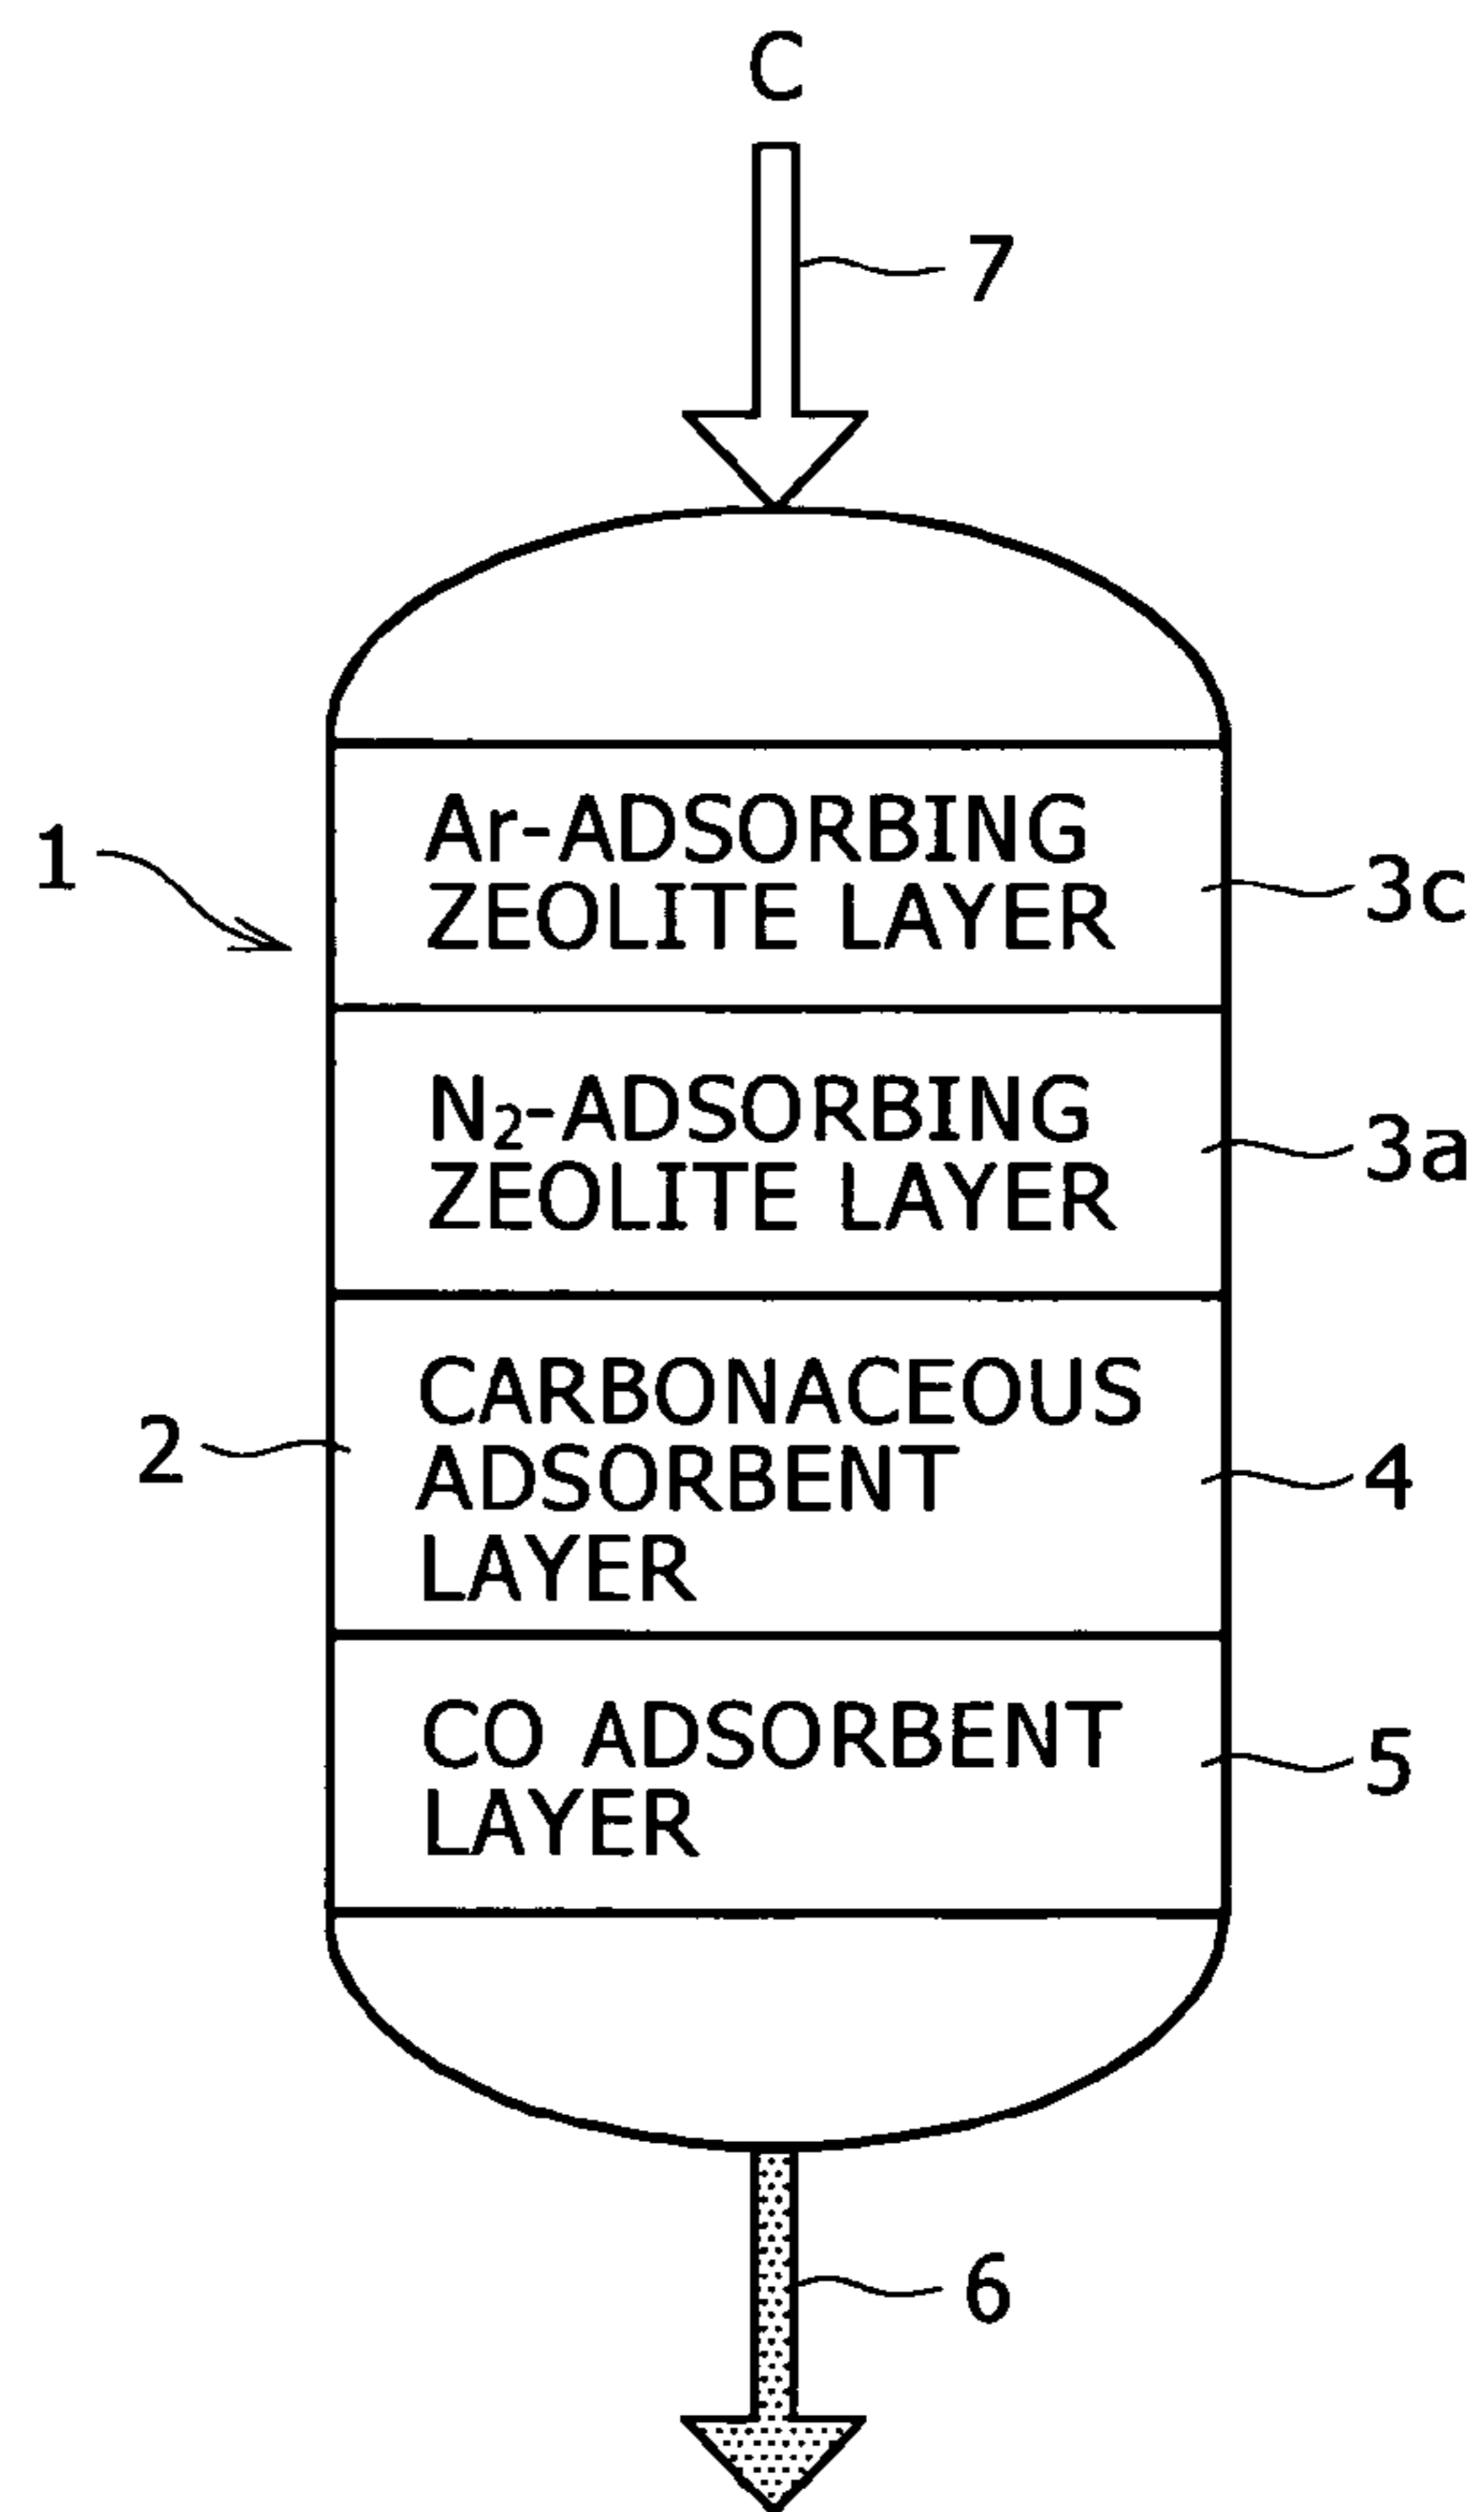 C
7
1
Ar-ADSORBING
ZEOLITE LAYER
3c
N₂-ADSORBING
ZEOLITE LAYER
3a
2
CARBONACEOUS
ADSORBENT
LAYER
4
CO ADSORBENT
LAYER
5
6